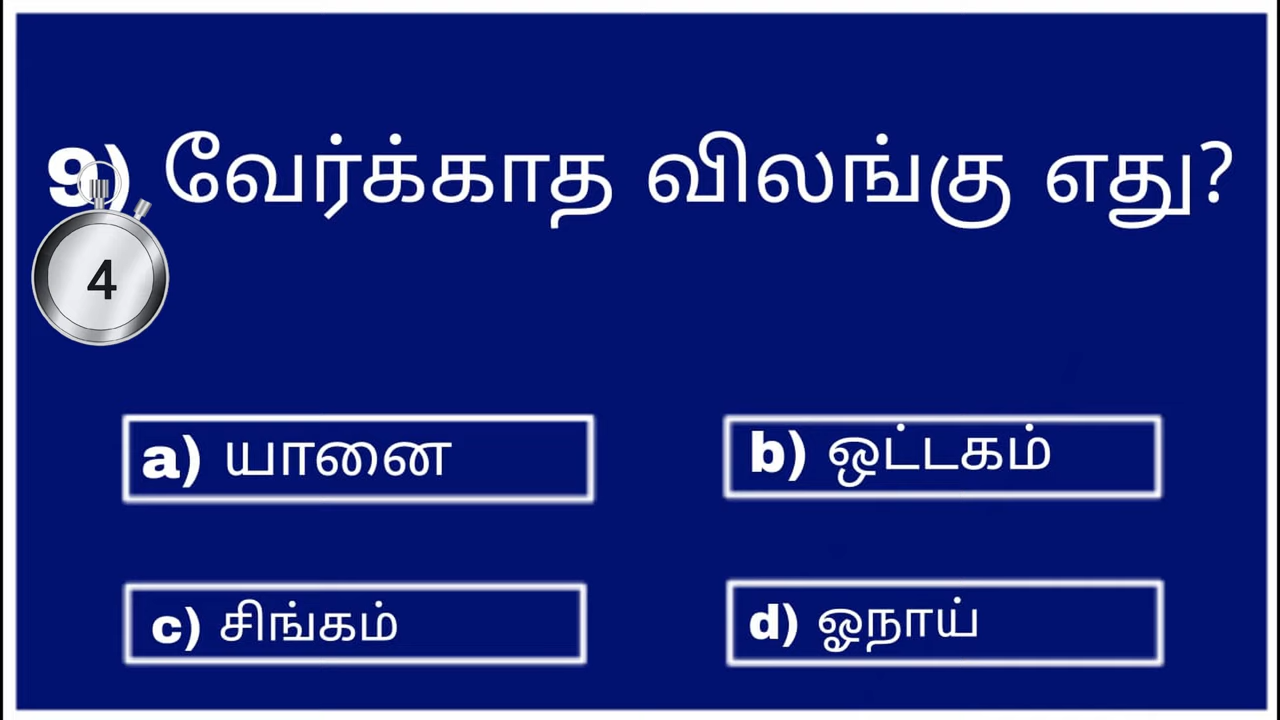 9) வேர்க்காத விலங்கு எது?
4
a) யானை
b) ஒட்டகம்
c) சிங்கம்
d) ஓநாய்